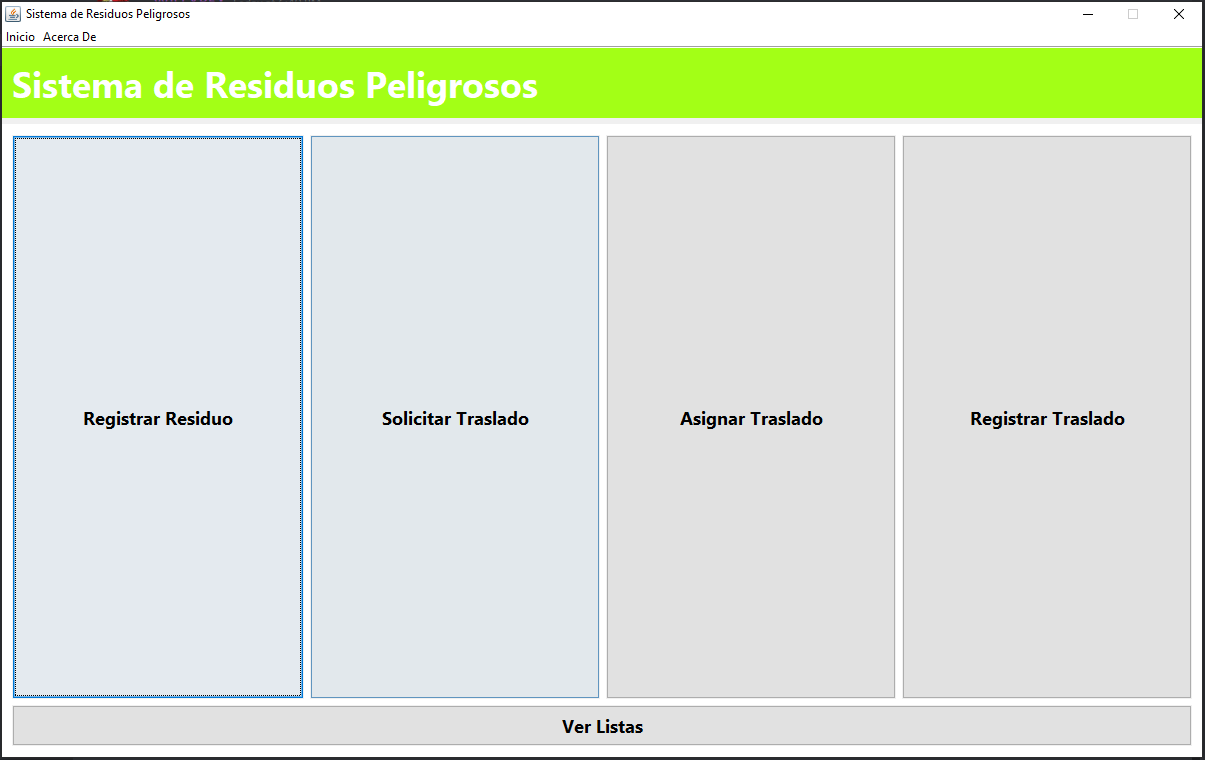 Sistema de Residuos Peligrosos
Inicio Acerca De
Sistema de Residuos Peligrosos
Registrar Residuo
Solicitar Traslado
Asignar Traslado
Registrar Traslado
Ver Listas